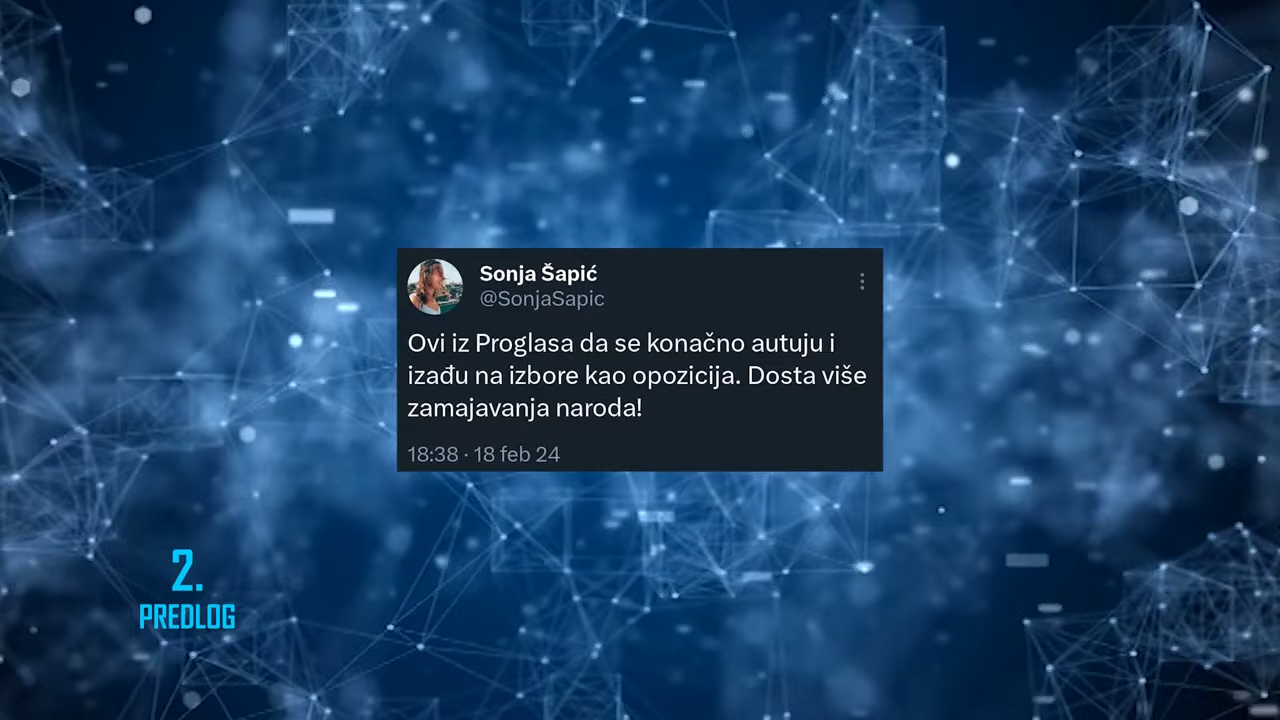 Sonja Šapić
@SonjaSapic
Ovi iz Proglasa da se konačno autuju i
izađu na izbore kao opozicija. Dosta više
zamajavanja naroda!
18:38 · 18 feb 24
2.
PREDLOG